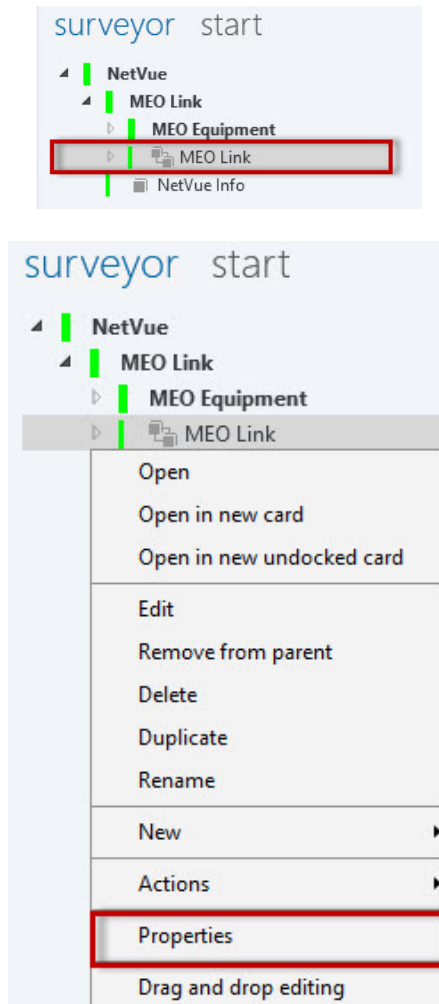 surveyor start
NetVue
MEO Link
MEO Equipment
MEO Link
NetVue Info
surveyor start
NetVue
MEO Link
MEO Equipment
MEO Link
Open
Open in new card
Open in new undocked card
Edit
Remove from parent
Delete
Duplicate
Rename
New
Actions
Properties
Drag and drop editing